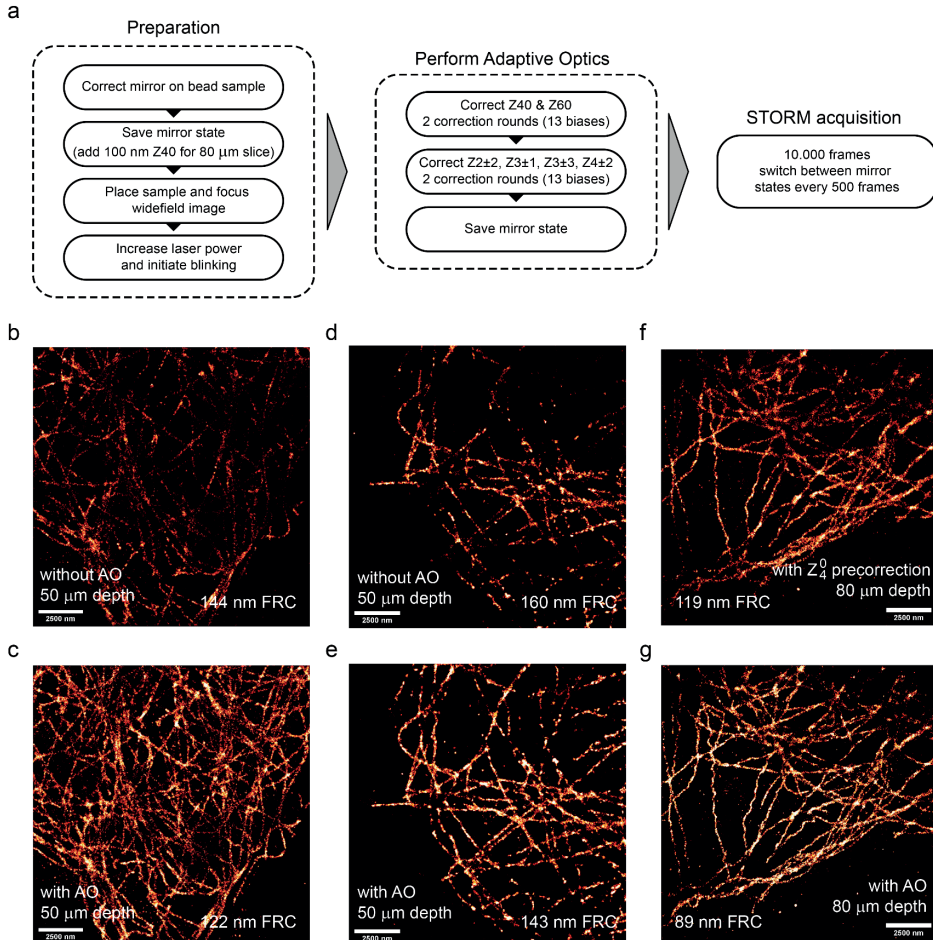 a
Preparation
Correct mirror on bead sample
Save mirror state
(add 100 nm Z40 for 80 μm slice)
Place sample and focus
widefield image
Increase laser power
and initiate blinking
Perform Adaptive Optics
Correct Z40 & Z60
2 correction rounds (13 biases)
Correct Z2±2, Z3±1, Z3±3, Z4±2
2 correction rounds (13 biases)
Save mirror state
STORM acquisition
10.000 frames
switch between mirror
states every 500 frames
b
without AO
50 μm depth
2500 nm
144 nm FRC
d
without AO
50 μm depth
2500 nm
160 nm FRC
f
with Z⁰₄ precorrection
80 μm depth
119 nm FRC
2500 nm
c
with AO
50 μm depth
2500 nm
122 nm FRC
e
with AO
50 μm depth
2500 nm
143 nm FRC
g
with AO
80 μm depth
89 nm FRC
2500 nm